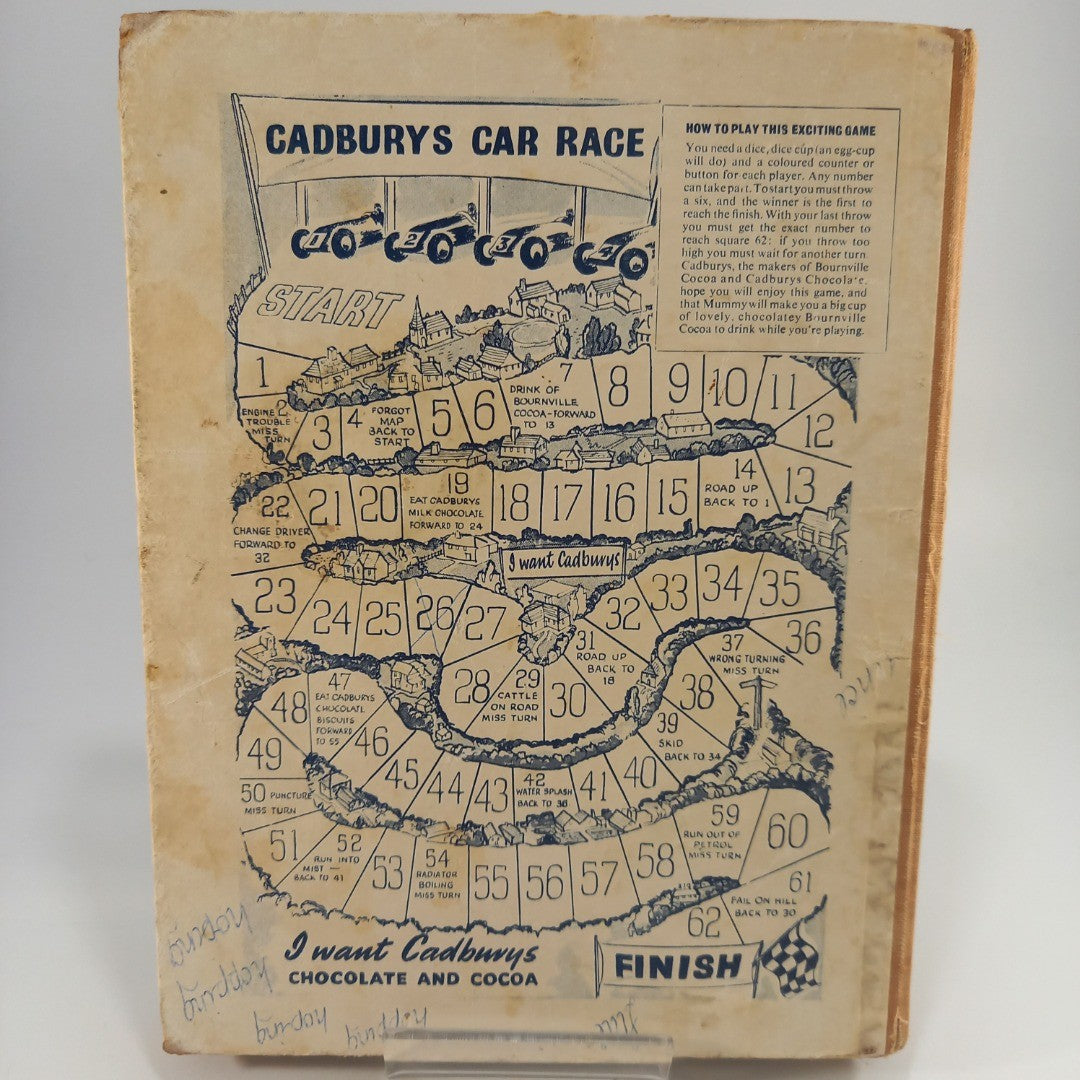 CADBURYS CAR RACE
HOW TO PLAY THIS EXCITING GAME
You need a dice, dice cup (an egg-cup
will do) and a coloured counter or
button for each player. Any number
can take part. To start you must throw
a six, and the winner is the first to
reach the finish. With your last throw
you must get the exact number to
reach square 62: if you throw too
high you must wait for another turn.
Cadburys, the makers of Bournville
Cocoa and Cadburys Chocolate,
hope you will enjoy this game, and
that Mummy will make you a big cup
of lovely, chocolatey Bournville
Cocoa to drink while you're playing.
1
2
3
4
START
1
2
ENGINE
TROUBLE
MISS
TURN
3
4
FORGOT
MAP
BACK TO
START
5
6
7
DRINK OF
BOURNVILLE
COCOA-FORWARD
TO 13
8
9
10
11
12
13
14
ROAD UP
BACK TO 1
15
16
17
18
19
EAT CADBURYS
MILK CHOCOLATE
FORWARD TO 24
20
21
22
CHANGE DRIVER
FORWARD TO
32
I want Cadburys
23
24
25
26
27
28
29
CATTLE
ON ROAD
MISS TURN
30
31
ROAD UP
BACK TO
18
32
33
34
35
36
37
WRONG TURNING
MISS TURN
38
39
SKID
BACK TO 34
40
41
42
WATER SPLASH
BACK TO 36
43
44
45
46
47
EAT CADBURYS
CHOCOLATE
BISCUITS
FORWARD
TO 55
48
49
50 PUNCTURE
MISS TURN
51
52
RUN INTO
MIST —
BACK TO 41
53
54
RADIATOR
BOILING
MISS TURN
55
56
57
58
59
RUN OUT OF
PETROL
MISS TURN
60
61
FAIL ON HILL
BACK TO 30
62
I want Cadburys
CHOCOLATE AND COCOA
FINISH
hoping
hopping
hoping
hopping